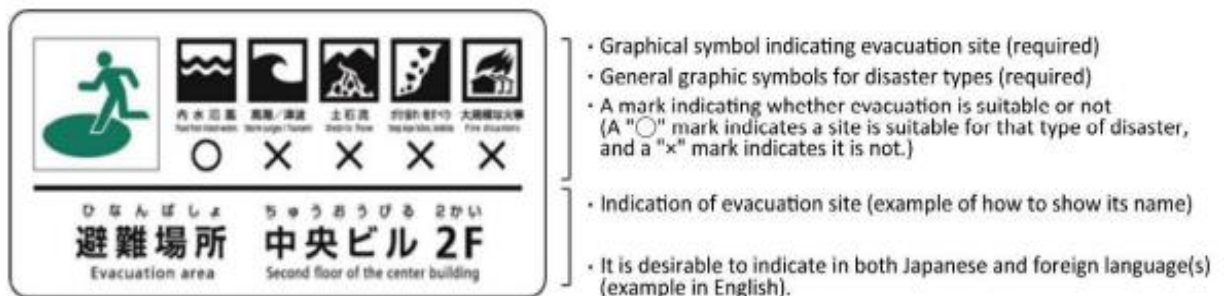 内水氾濫 高潮/津波 土石流 がけ崩れ・地すべり 大規模な火事
○ × × × ×
ひなんばしょ ちゅうおうびる 2かい
避難場所 中央ビル 2F
Evacuation area Second floor of the center building
・Graphical symbol indicating evacuation site (required)
・General graphic symbols for disaster types (required)
・A mark indicating whether evacuation is suitable or not
(A "○" mark indicates a site is suitable for that type of disaster,
and a "×" mark indicates it is not.)
・Indication of evacuation site (example of how to show its name)
・It is desirable to indicate in both Japanese and foreign language(s)
(example in English).